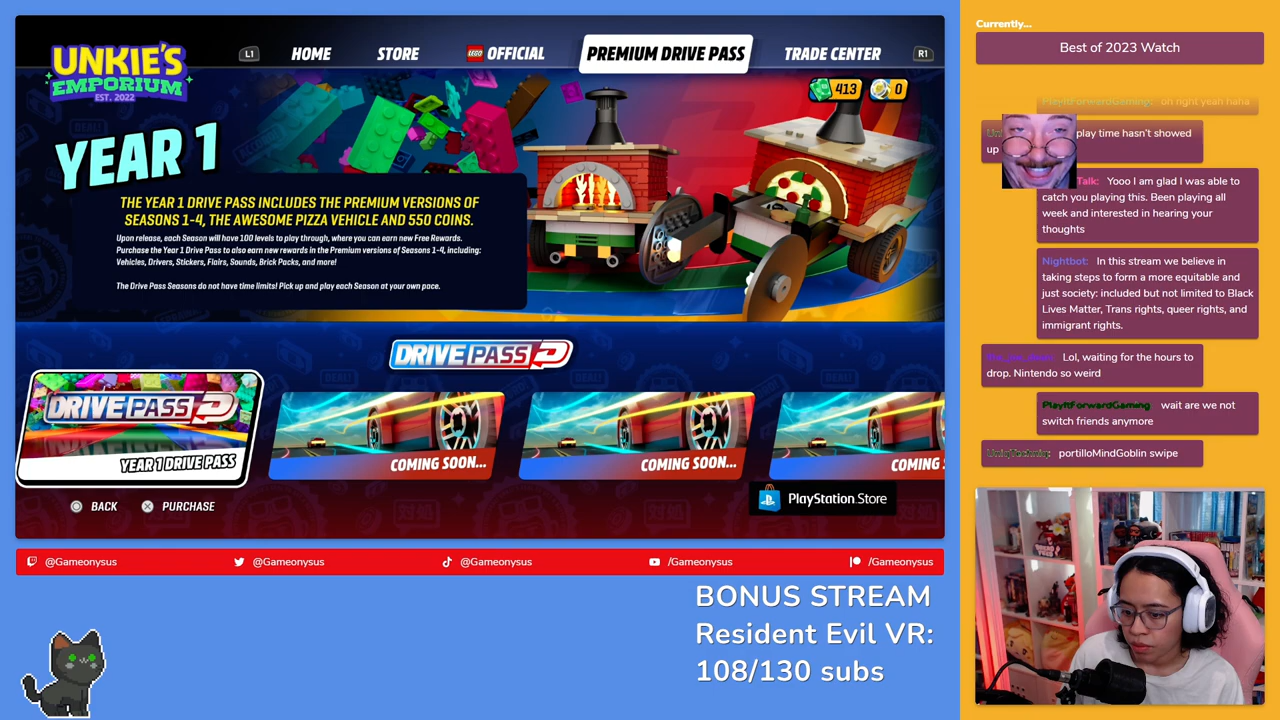 UNKIE'S
EMPORIUM
EST. 2022
L1
HOME
STORE
LEGO OFFICIAL
PREMIUM DRIVE PASS
TRADE CENTER
R1
413
0
YEAR 1
THE YEAR 1 DRIVE PASS INCLUDES THE PREMIUM VERSIONS OF
SEASONS 1-4, THE AWESOME PIZZA VEHICLE AND 550 COINS.
Upon release, each Season will have 100 levels to play through, where you can earn new Free Rewards.
Purchase the Year 1 Drive Pass to also earn new rewards in the Premium versions of Seasons 1-4, including:
Vehicles, Drivers, Stickers, Flairs, Sounds, Brick Packs, and more!
The Drive Pass Seasons do not have time limits! Pick up and play each Season at your own pace.
DRIVE PASS
DRIVE PASS
YEAR 1 DRIVE PASS
COMING SOON...
COMING SOON...
COMING
BACK
PURCHASE
PlayStation Store
@Gameonysus
@Gameonysus
@Gameonysus
/Gameonysus
/Gameonysus
BONUS STREAM
Resident Evil VR:
108/130 subs
Currently...
Best of 2023 Watch
PlayItForwardGaming: on right yeah haha
play time hasn't showed
up
Talk: Yooo I am glad I was able to
catch you playing this. Been playing all
week and interested in hearing your
thoughts
Nightbot: In this stream we believe in
taking steps to form a more equitable and
just society: included but not limited to Black
Lives Matter, Trans rights, queer rights, and
immigrant rights.
Lol, waiting for the hours to
drop. Nintendo so weird
PlayItForwardGaming: wait are we not
switch friends anymore
portilloMindGoblin swipe